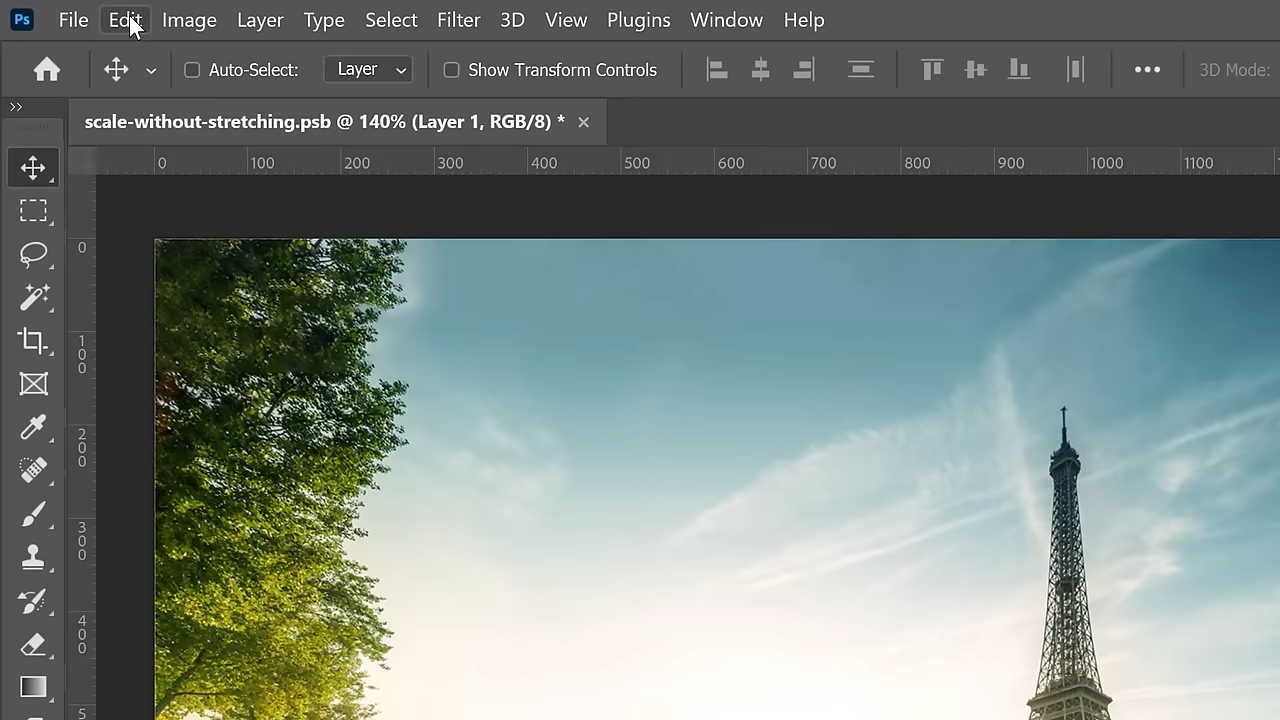 Ps File Edit Image Layer Type Select Filter 3D View Plugins Window Help
Auto-Select: Layer Show Transform Controls 3D Mode:
scale-without-stretching.psb @ 140% (Layer 1, RGB/8) * ×
0 100 200 300 400 500 600 700 800 900 1000 1100
0
100
200
300
400
5